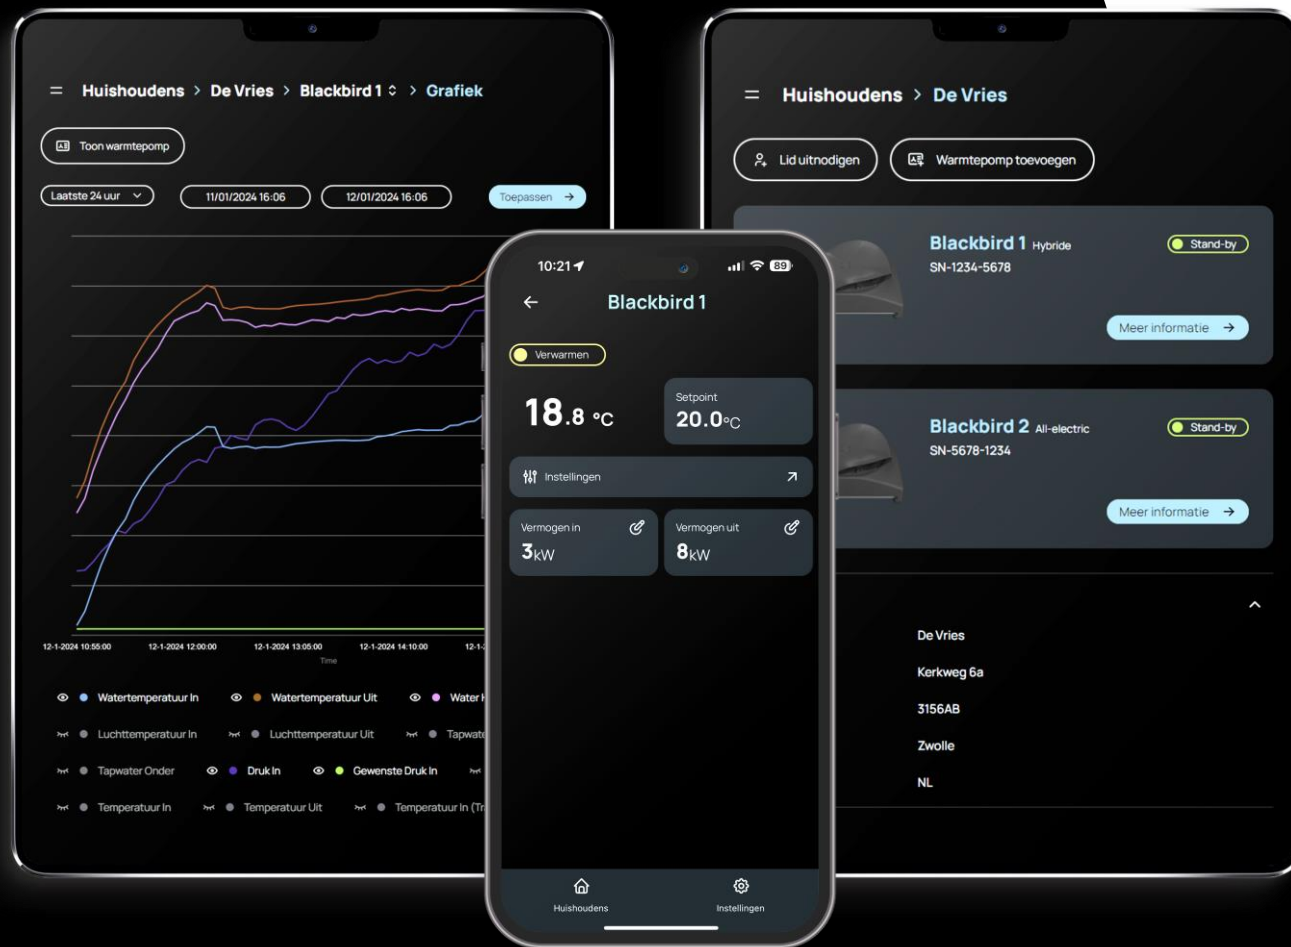 Huishoudens > De Vries > Blackbird 1 > Grafiek
Toon warmtepomp
Laatste 24 uur
11/01/2024 16:06
12/01/2024 16:06
Toepassen →
12-1-2024 10:55:00
12-1-2024 12:00:00
12-1-2024 13:05:00
12-1-2024 14:10:00
Time
Watertemperatuur In
Watertemperatuur Uit
Water
Luchttemperatuur In
Luchttemperatuur Uit
Tapwater Onder
Druk In
Gewenste Druk In
Temperatuur In
Temperatuur Uit
Temperatuur In
10:21
89
← Blackbird 1
Verwarmen
18.8 °C
Setpoint
20.0°C
Instellingen
Vermogen in
3kW
Vermogen uit
8kW
Huishoudens
Instellingen
Huishoudens > De Vries
Lid uitnodigen
Warmtepomp toevoegen
Blackbird 1 Hybride
SN-1234-5678
Stand-by
Meer informatie →
Blackbird 2 All-electric
SN-5678-1234
Stand-by
Meer informatie →
De Vries
Kerkweg 6a
3156AB
Zwolle
NL